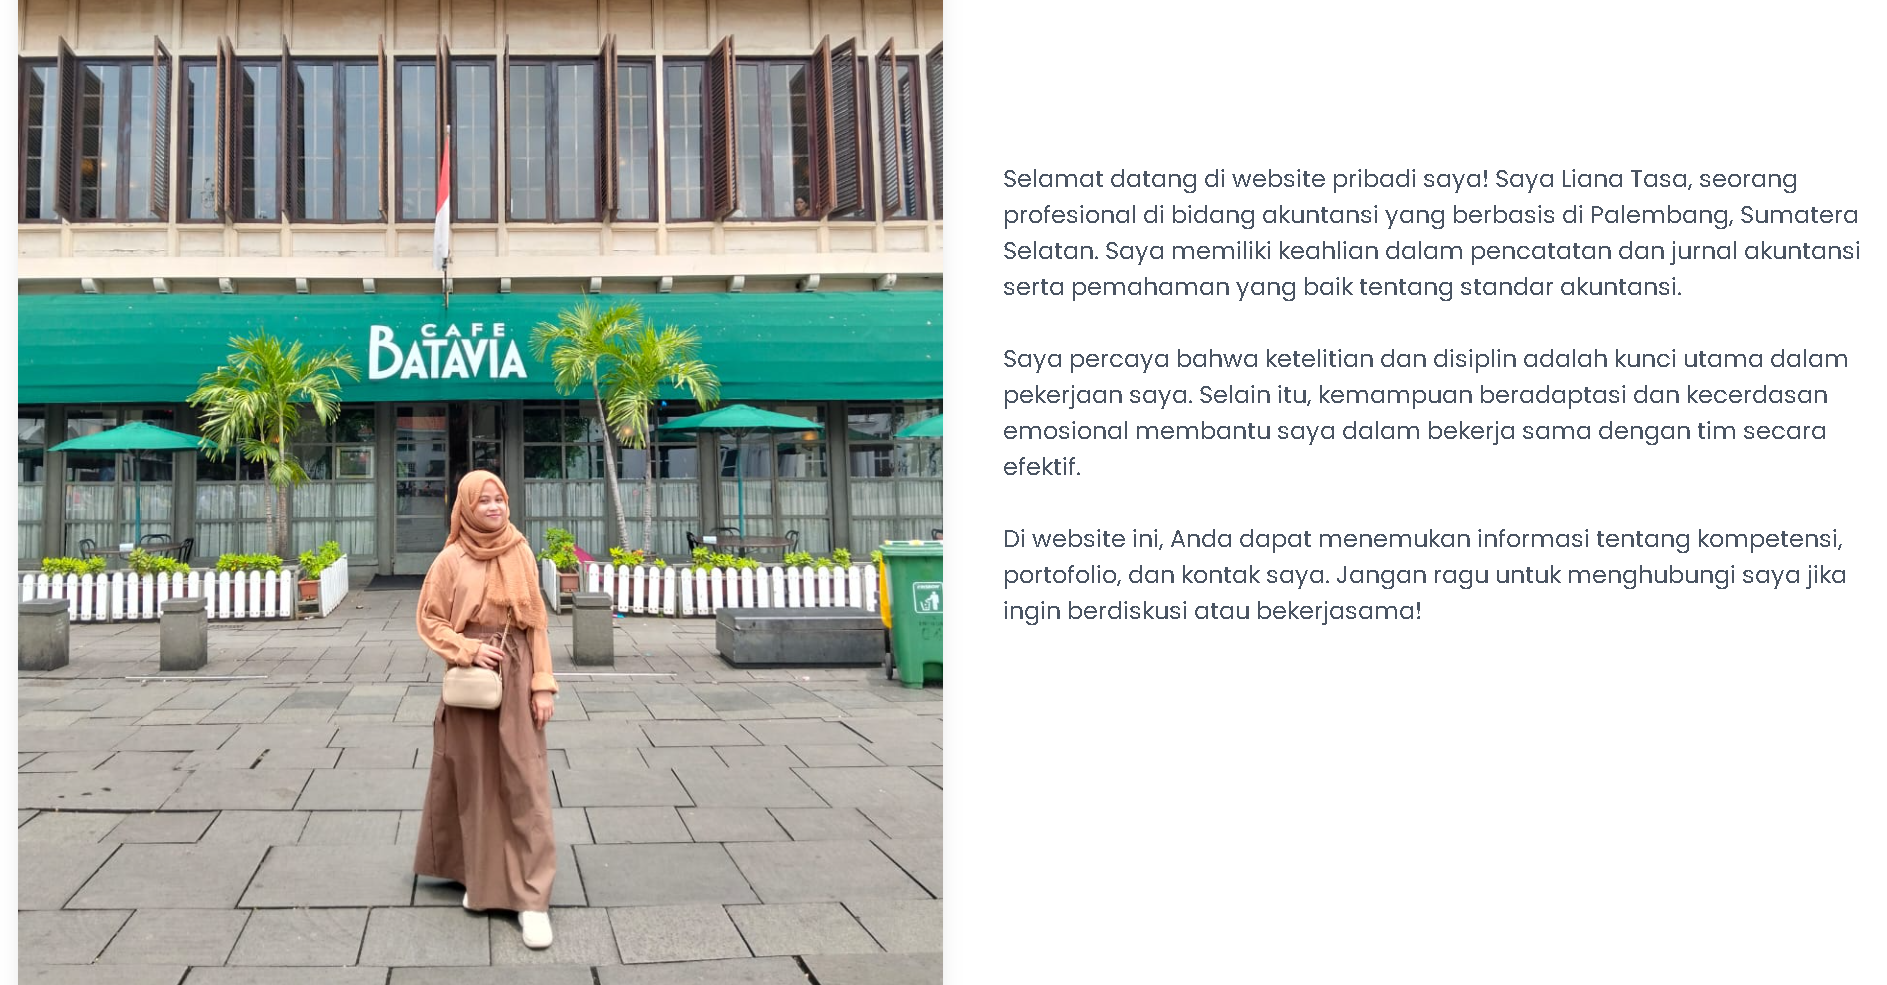 CAFE
BATAVIA
Selamat datang di website pribadi saya! Saya Liana Tasa, seorang
profesional di bidang akuntansi yang berbasis di Palembang, Sumatera
Selatan. Saya memiliki keahlian dalam pencatatan dan jurnal akuntansi
serta pemahaman yang baik tentang standar akuntansi.
Saya percaya bahwa ketelitian dan disiplin adalah kunci utama dalam
pekerjaan saya. Selain itu, kemampuan beradaptasi dan kecerdasan
emosional membantu saya dalam bekerja sama dengan tim secara
efektif.
Di website ini, Anda dapat menemukan informasi tentang kompetensi,
portofolio, dan kontak saya. Jangan ragu untuk menghubungi saya jika
ingin berdiskusi atau bekerjasama!